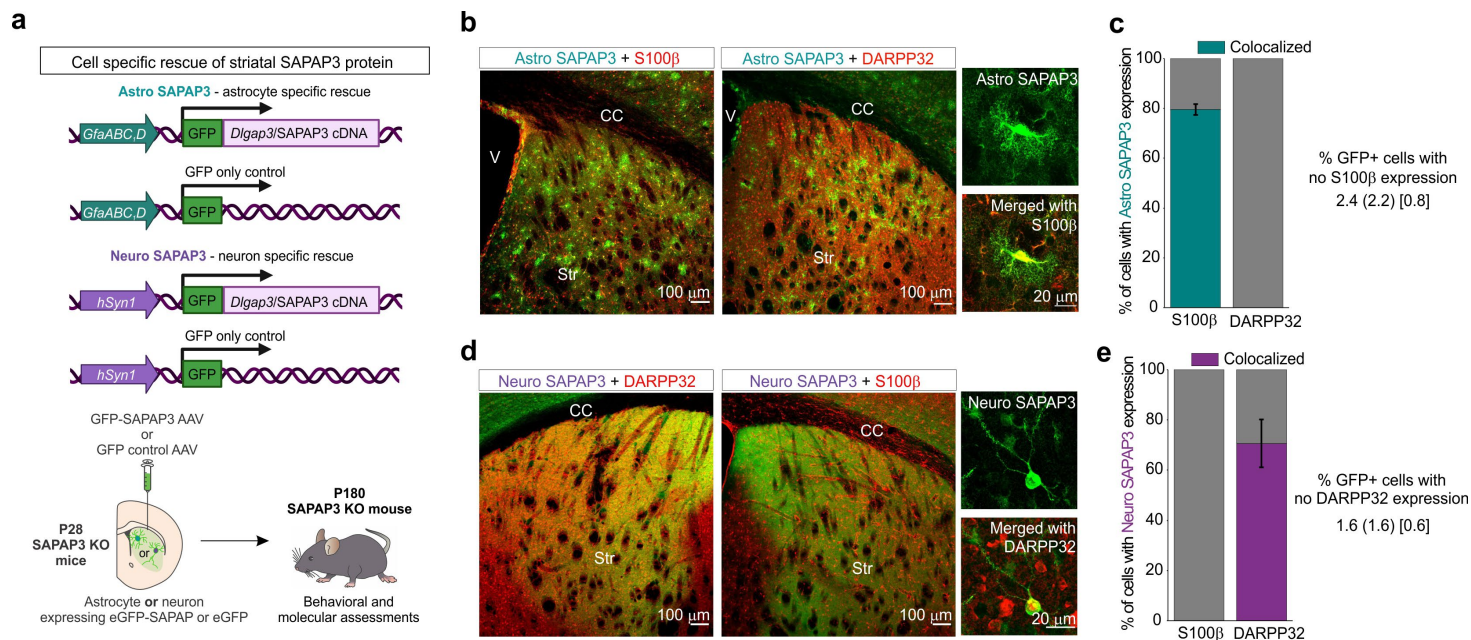 a
Cell specific rescue of striatal SAPAP3 protein
Astro SAPAP3 - astrocyte specific rescue
GfaABC₁D
GFP
Dlgap3/SAPAP3 cDNA
GFP only control
GfaABC₁D
GFP
Neuro SAPAP3 - neuron specific rescue
hSyn1
GFP
Dlgap3/SAPAP3 cDNA
GFP only control
hSyn1
GFP
GFP-SAPAP3 AAV
or
GFP control AAV
P28
SAPAP3 KO
mice
or
Astrocyte or neuron
expressing eGFP-SAPAP or eGFP
P180
SAPAP3 KO mouse
Behavioral and
molecular assessments
b
Astro SAPAP3 + S100β
CC
V
Str
100 μm
Astro SAPAP3 + DARPP32
V
CC
Str
100 μm
Astro SAPAP3
Merged with
S100β
20 μm
c
Colocalized
% of cells with Astro SAPAP3 expression
100
80
60
40
20
0
S100β
DARPP32
% GFP+ cells with
no S100β expression
2.4 (2.2) [0.8]
d
Neuro SAPAP3 + DARPP32
CC
Str
100 μm
Neuro SAPAP3 + S100β
CC
Str
100 μm
Neuro SAPAP3
Merged with
DARPP32
20 μm
e
Colocalized
% of cells with Neuro SAPAP3 expression
100
80
60
40
20
0
S100β
DARPP32
% GFP+ cells with
no DARPP32 expression
1.6 (1.6) [0.6]